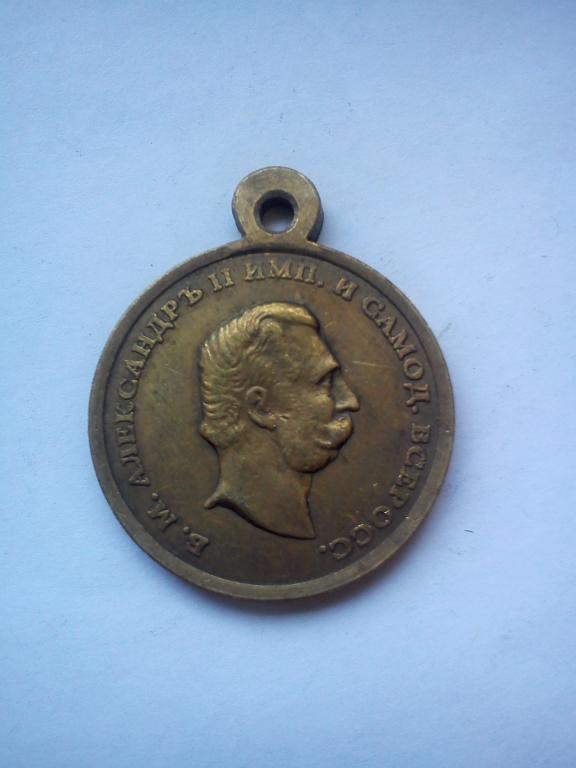 Б. М. АЛЕКСАНДРЪ II ИМП. И САМОД. ВСЕРОСС.